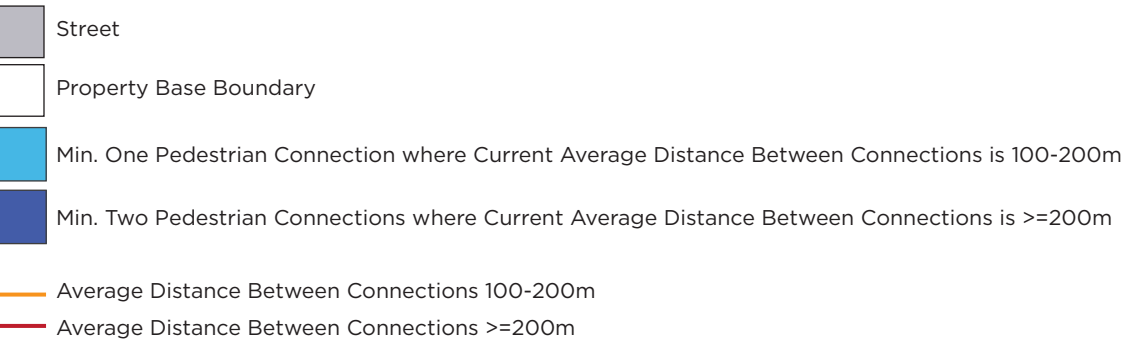 Street
Property Base Boundary
Min. One Pedestrian Connection where Current Average Distance Between Connections is 100-200m
Min. Two Pedestrian Connections where Current Average Distance Between Connections is >=200m
Average Distance Between Connections 100-200m
Average Distance Between Connections >=200m